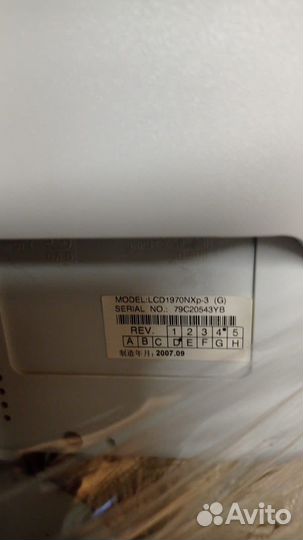 MODEL:LCD1970NXp-3 (G)
SERIAL NO.: 79C20543YB
REV. 1 2 3 4 5
A B C D E F G H
制造年月: 2007.09
Avito